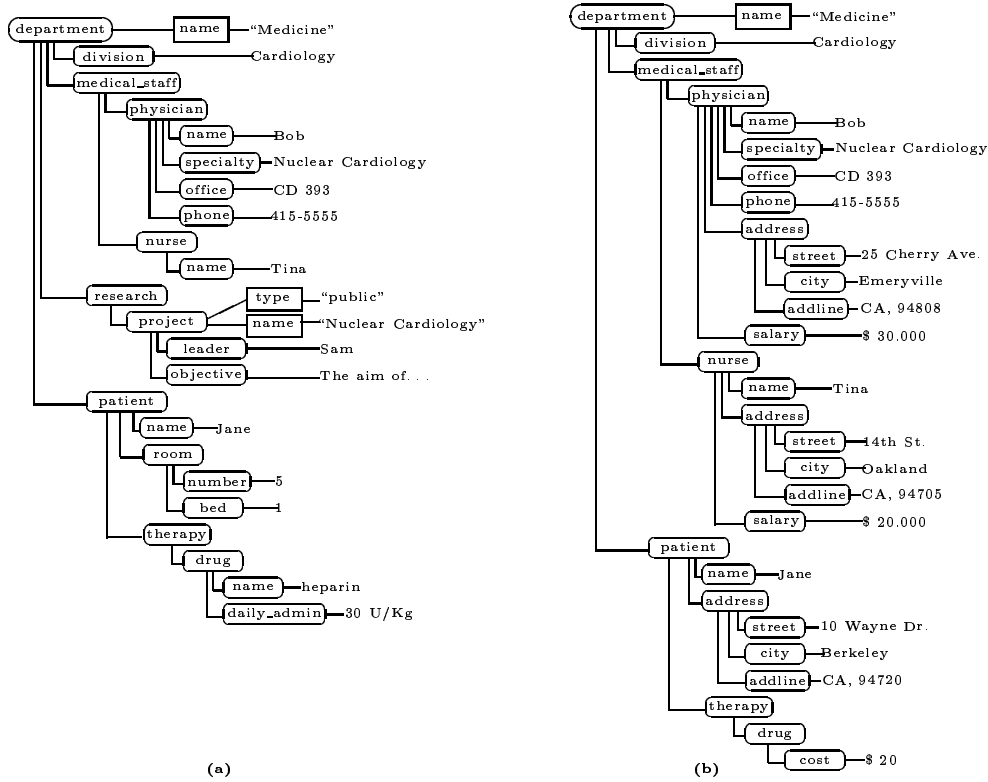 department name "Medicine"
division Cardiology
medical_staff
physician
name Bob
specialty Nuclear Cardiology
office CD 393
phone 415-5555
nurse
name Tina
research type "public"
project name "Nuclear Cardiology"
leader Sam
objective The aim of...
patient
name Jane
room
number 5
bed 1
therapy
drug
name heparin
daily_admin 30 U/Kg
(a)
department name "Medicine"
division Cardiology
medical_staff
physician
name Bob
specialty Nuclear Cardiology
office CD 393
phone 415-5555
address
street 25 Cherry Ave.
city Emeryville
addline CA, 94808
salary $ 30.000
nurse
name Tina
address
street 14th St.
city Oakland
addline CA, 94705
salary $ 20.000
patient
name Jane
address
street 10 Wayne Dr.
city Berkeley
addline CA, 94720
therapy
drug
cost $ 20
(b)